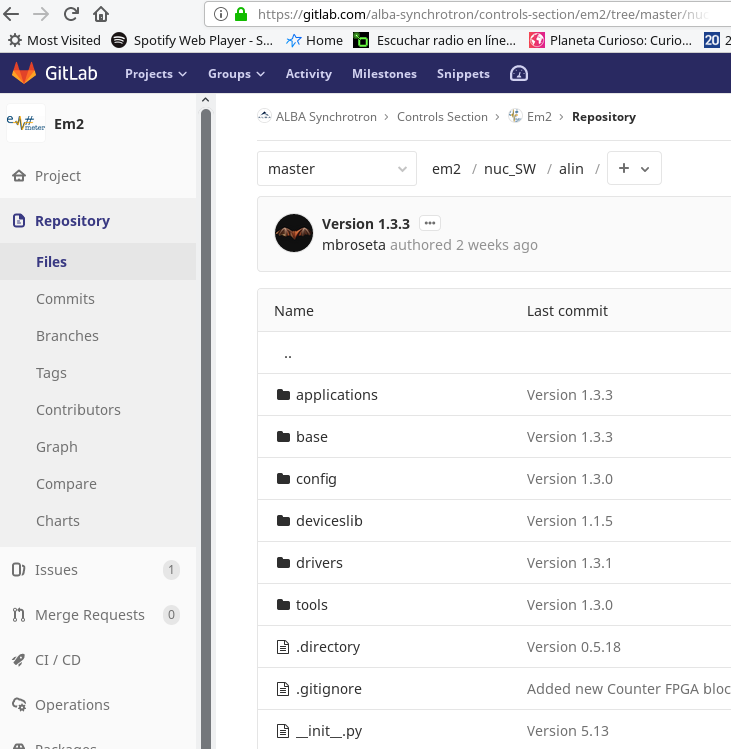 https://gitlab.com/alba-synchrotron/controls-section/em2/tree/master/nuc
Most Visited Spotify Web Player - S... Home Escuchar radio en líne... Planeta Curioso: Curio... 20 2
GitLab Projects Groups Activity Milestones Snippets
e # meter Em2
ALBA Synchrotron > Controls Section > Em2 > Repository
Project
master em2 / nuc_SW / alin / +
Repository
Version 1.3.3 ...
mbroseta authored 2 weeks ago
Files
Commits
Name Last commit
Branches
..
Tags
applications Version 1.3.3
Contributors
base Version 1.3.3
Graph
config Version 1.3.0
Compare
Charts
deviceslib Version 1.1.5
Issues 1
drivers Version 1.3.1
Merge Requests 0
tools Version 1.3.0
CI / CD
.directory Version 0.5.18
Operations
.gitignore Added new Counter FPGA bloc
__init__.py Version 5.13
Packages